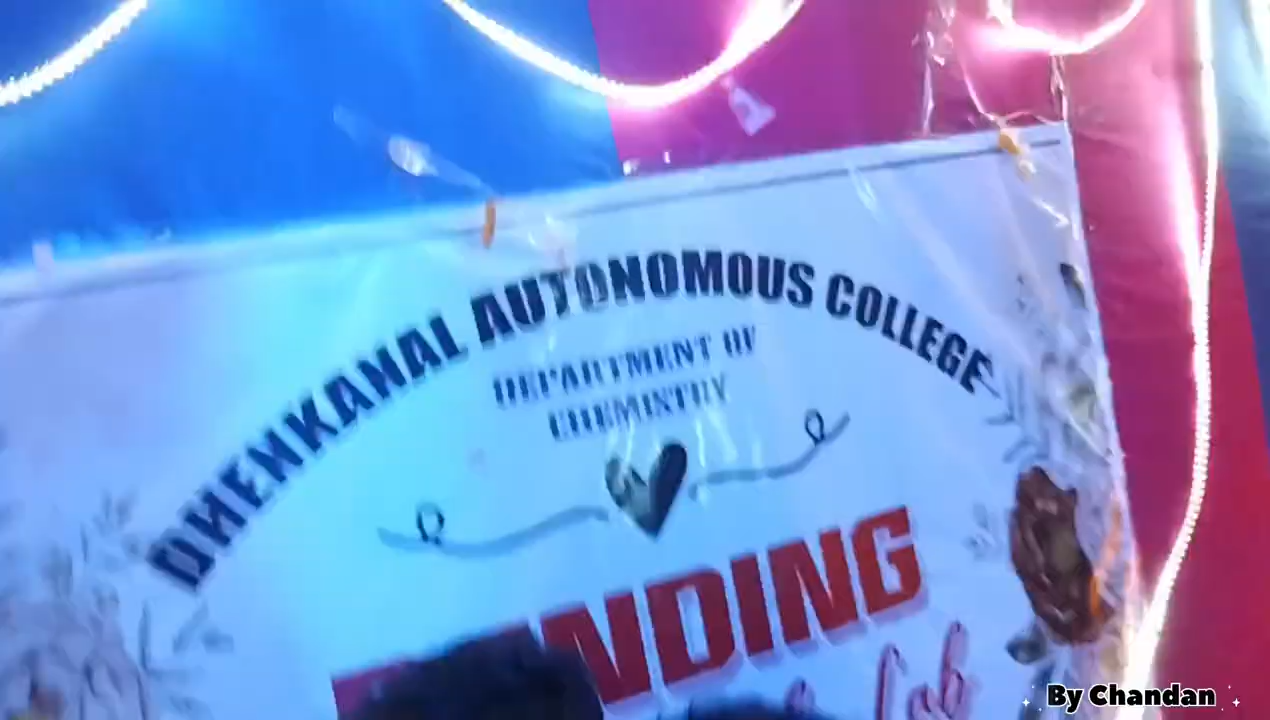 DHENKANAL AUTONOMOUS COLLEGE
DEPARTMENT OF
CHEMISTRY
NDING
By Chandan